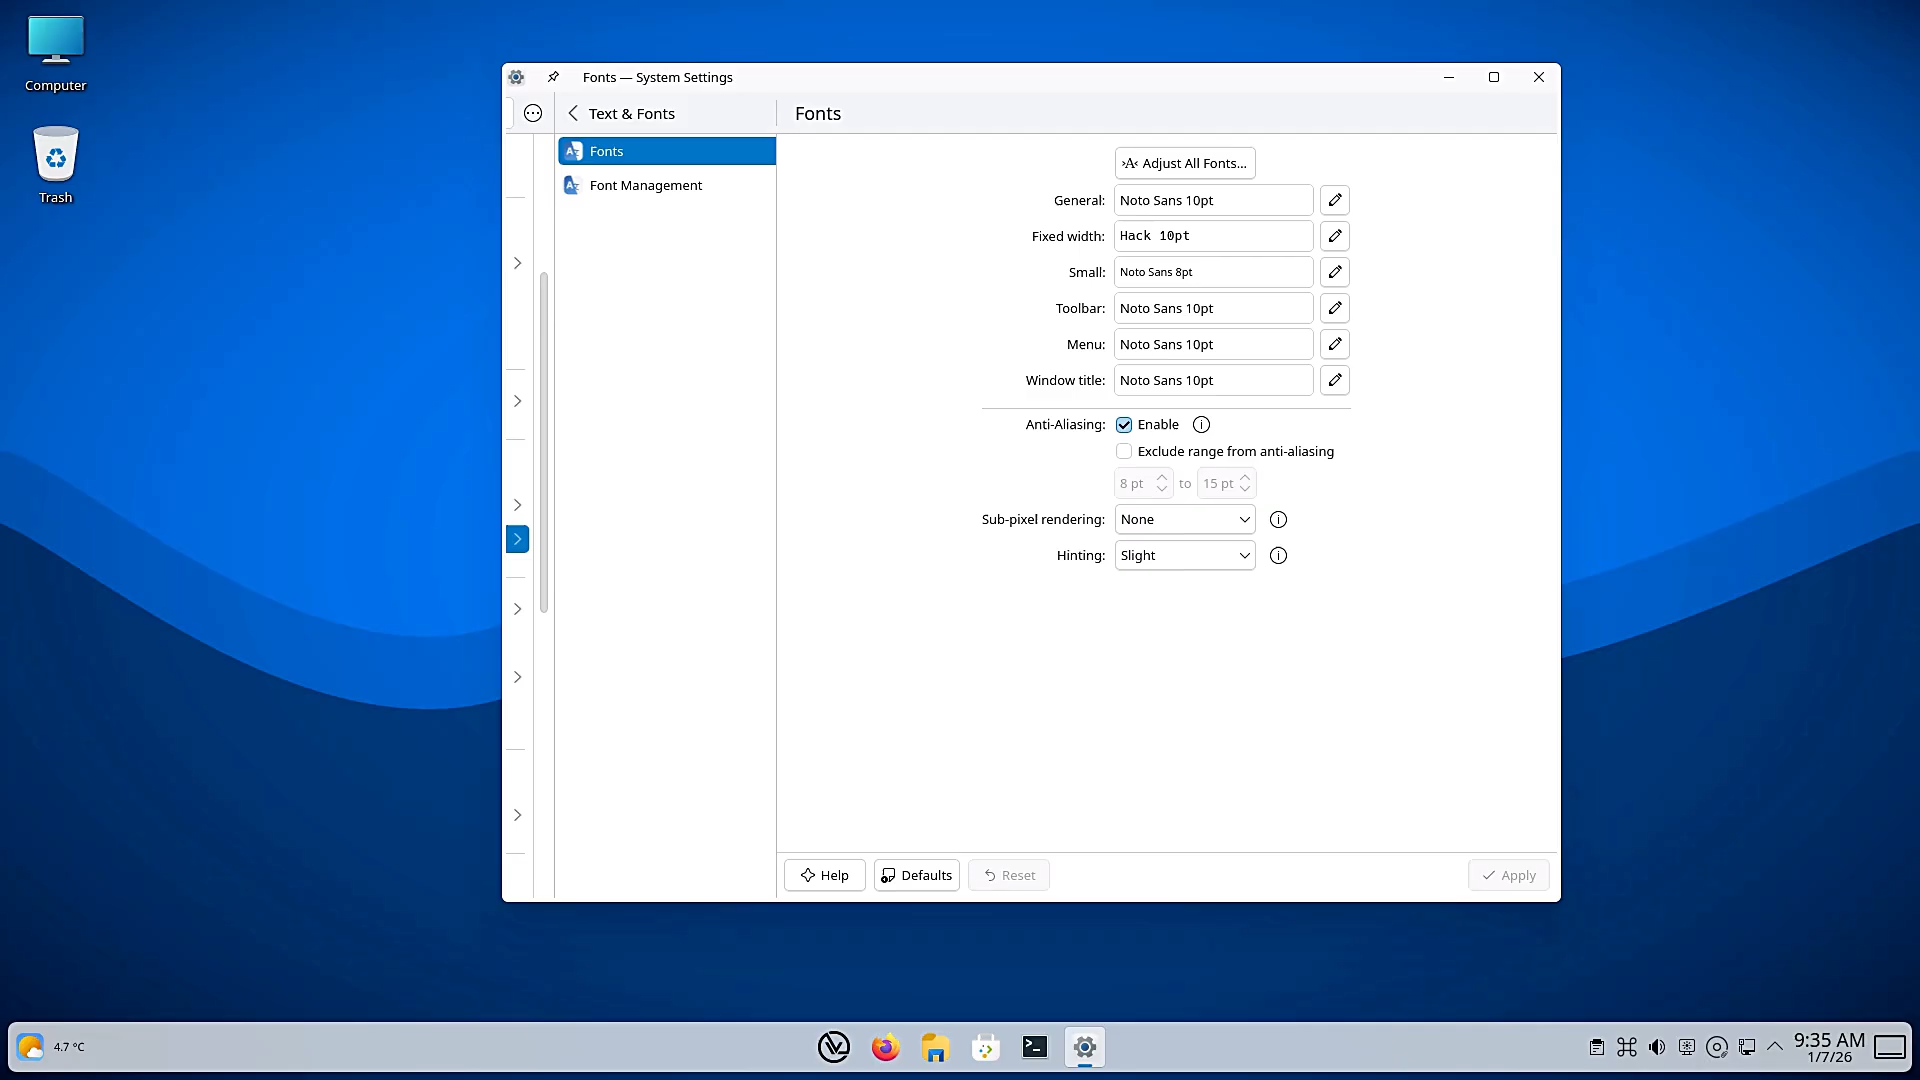 Computer
Trash
Fonts — System Settings
Text & Fonts
Fonts
Fonts
Font Management
Adjust All Fonts...
General: Noto Sans 10pt
Fixed width: Hack 10pt
Small: Noto Sans 8pt
Toolbar: Noto Sans 10pt
Menu: Noto Sans 10pt
Window title: Noto Sans 10pt
Anti-Aliasing: Enable
Exclude range from anti-aliasing
8 pt to 15 pt
Sub-pixel rendering: None
Hinting: Slight
Help Defaults Reset Apply
4.7 °C
9:35 AM
1/7/26